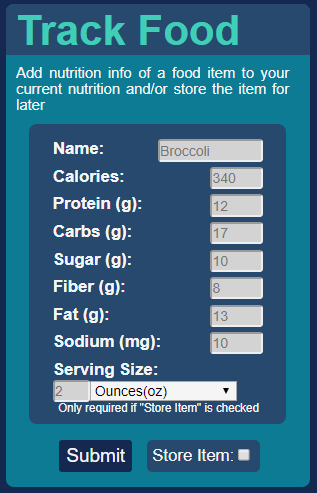 Track Food
Add nutrition info of a food item to your
current nutrition and/or store the item for
later
Name: Broccoli
Calories: 340
Protein (g): 12
Carbs (g): 17
Sugar (g): 10
Fiber (g): 8
Fat (g): 13
Sodium (mg): 10
Serving Size:
2 Ounces(oz)
Only required if "Store Item" is checked
Submit Store Item: